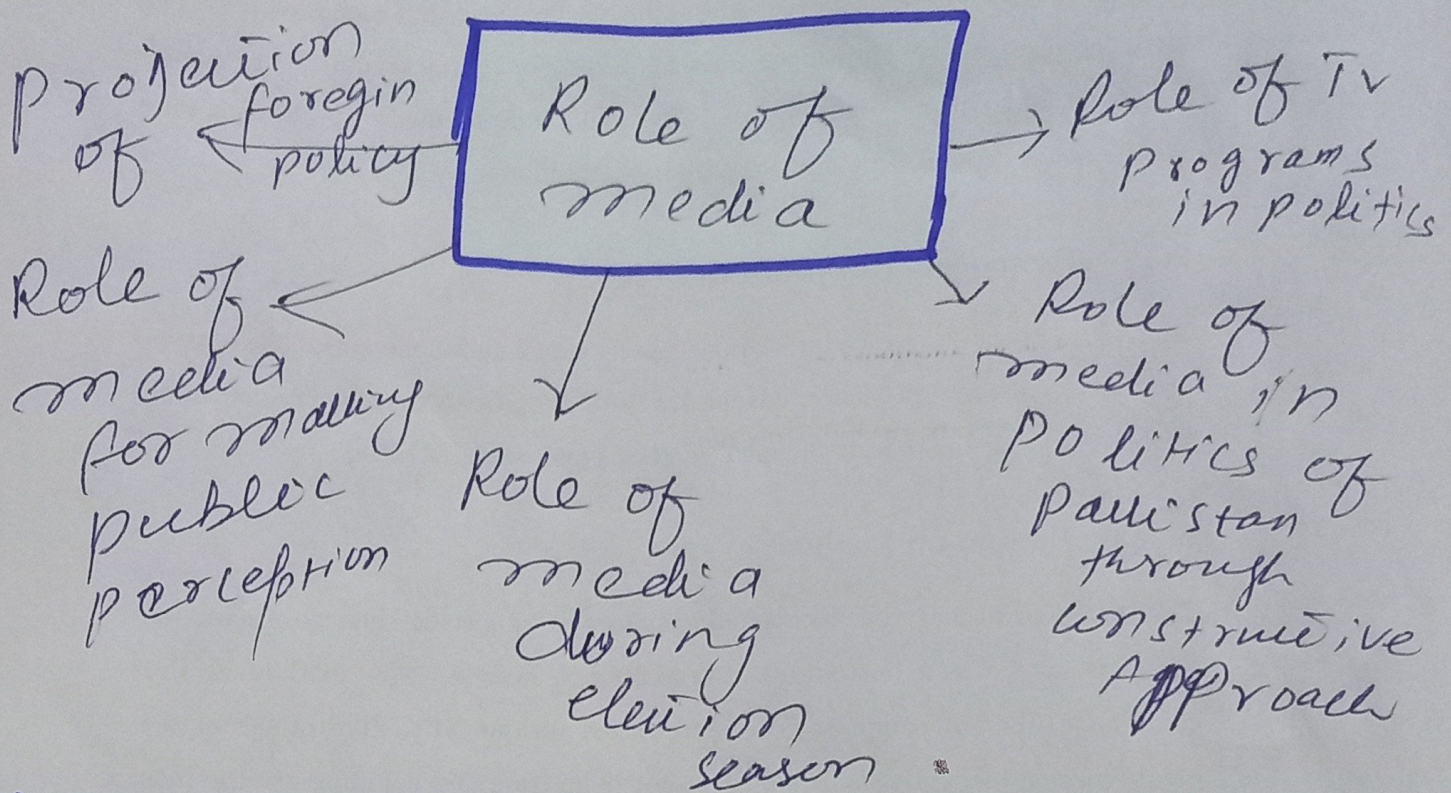 Role of
media
Projection
of foregin
policy
Role of
media
for making
public
perception
Role of
media
during
election
season
Role of
media in
politics of
Pakistan
through
constructive
Approach
Role of Tv
programs
in politics